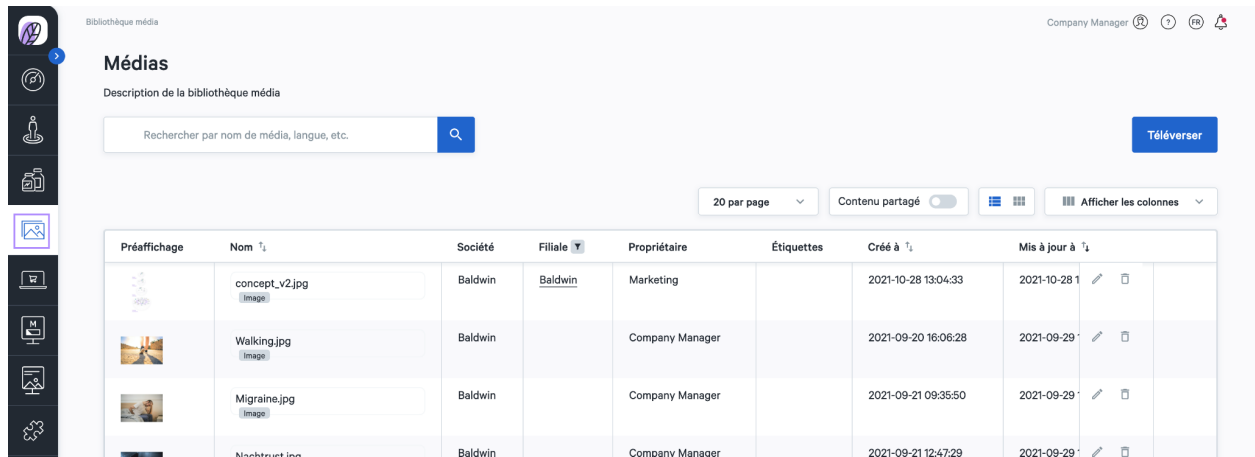 Bibliothèque média
Company Manager ? FR
Médias
Description de la bibliothèque média
Rechercher par nom de média, langue, etc.
Téléverser
20 par page Contenu partagé Afficher les colonnes
Préaffichage Nom Société Filiale Propriétaire Étiquettes Créé à Mis à jour à
concept_v2.jpg Baldwin Baldwin Marketing 2021-10-28 13:04:33 2021-10-28 1
Image
Walking.jpg Baldwin Company Manager 2021-09-20 16:06:28 2021-09-29
Image
Migraine.jpg Baldwin Company Manager 2021-09-21 09:35:50 2021-09-29
Image
M
Nachtrust.jpg Baldwin Company Manager 2021-09-21 12:47:29 2021-09-29